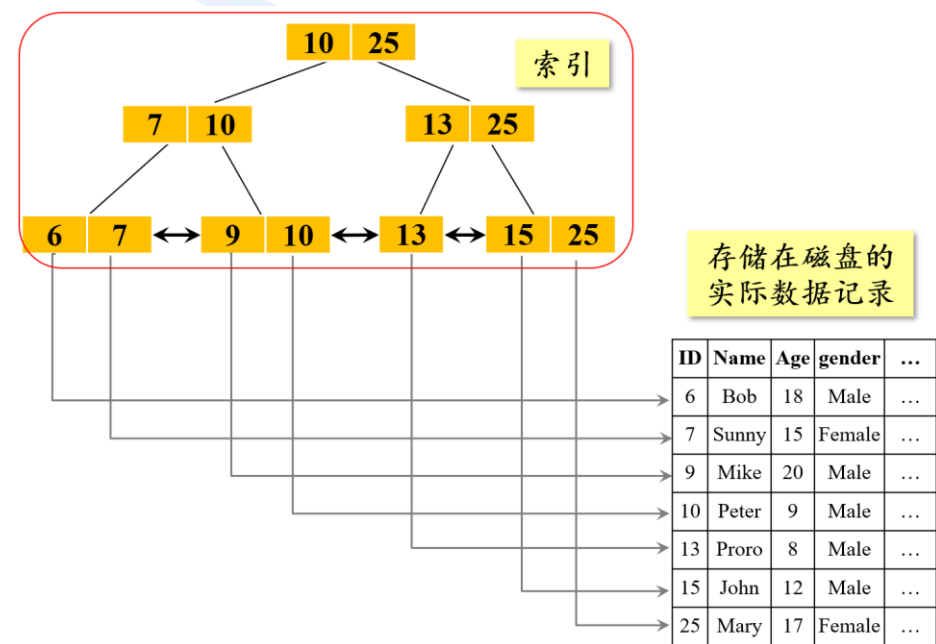 10 25
索引
7 10
13 25
6 7
9 10
13
15 25
存储在磁盘的
实际数据记录
ID Name Age gender …
6 Bob 18 Male …
7 Sunny 15 Female …
9 Mike 20 Male …
10 Peter 9 Male …
13 Proro 8 Male …
15 John 12 Male …
25 Mary 17 Female …